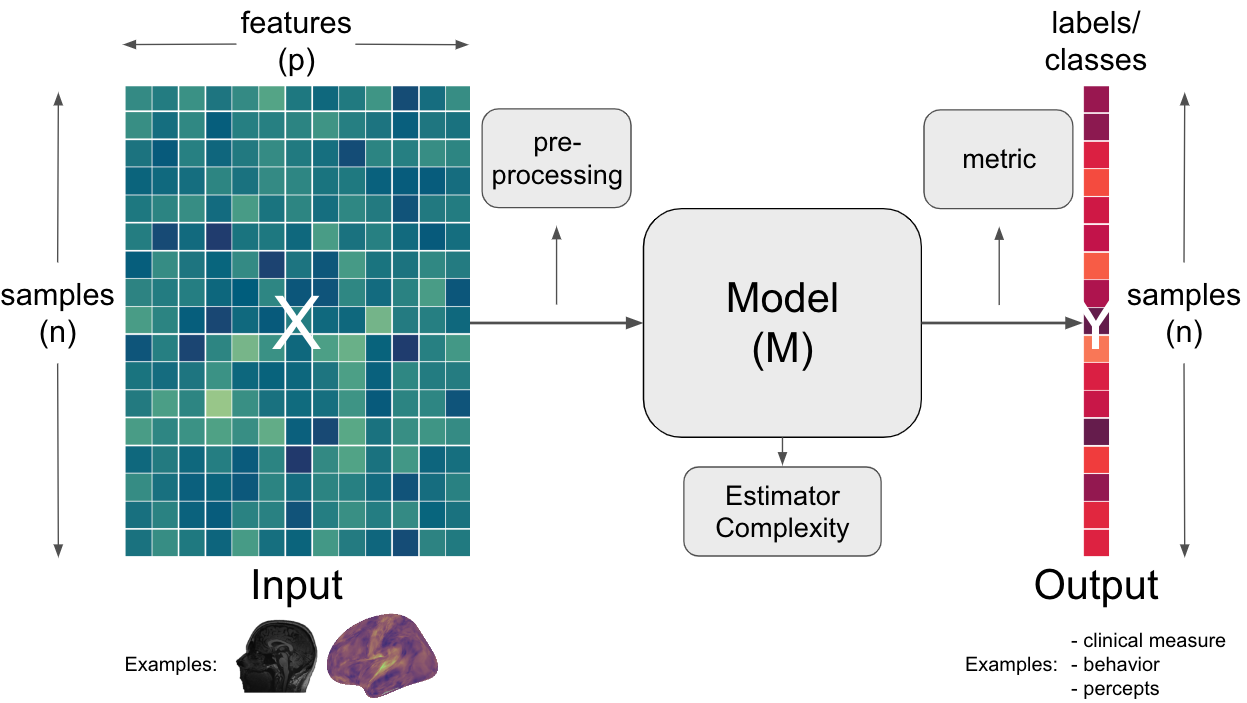 features
(p)
labels/
classes
pre-
processing
metric
samples
(n)
X
Model
(M)
Y
samples
(n)
Estimator
Complexity
Input
Output
Examples:
Examples:
- clinical measure
- behavior
- percepts